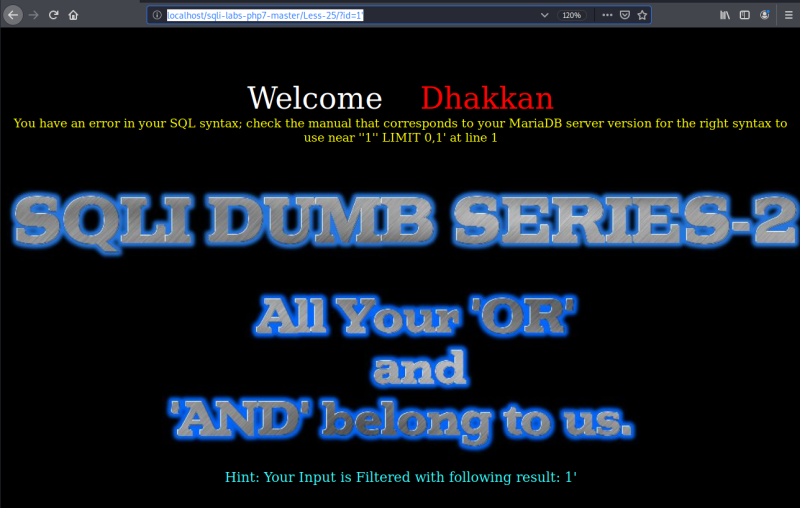 localhost/sqli-labs-php7-master/Less-25/?id=1'
120%
Welcome Dhakkan
You have an error in your SQL syntax; check the manual that corresponds to your MariaDB server version for the right syntax to
use near ''1'' LIMIT 0,1' at line 1
SQLI DUMB SERIES-2
All Your 'OR'
and
'AND' belong to us.
Hint: Your Input is Filtered with following result: 1'